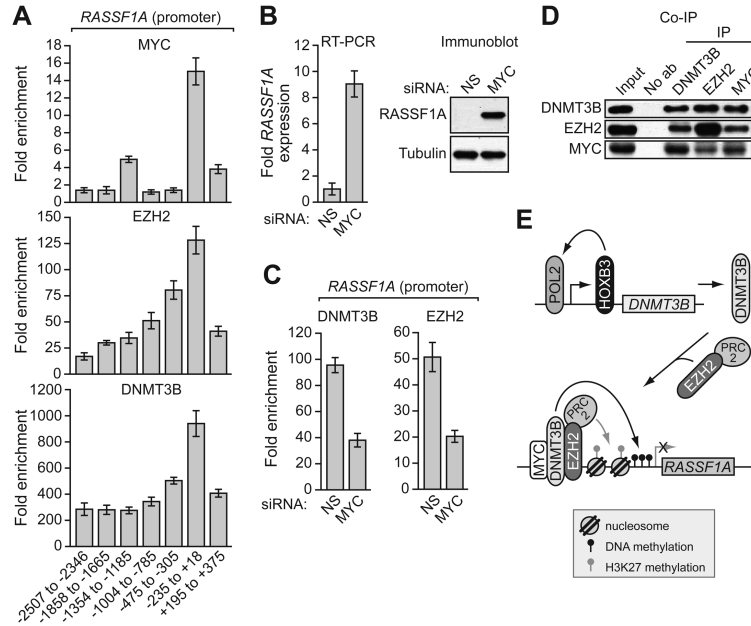 A
RASSF1A (promoter)
MYC
Fold enrichment
16
14
12
10
8
6
4
2
0
EZH2
Fold enrichment
150
125
100
75
50
25
0
DNMT3B
Fold enrichment
1200
1000
800
600
400
200
0
-2507 to -2346
-1858 to -1665
-1354 to -1185
-1004 to -785
-475 to -305
-235 to +18
+195 to +375
B
RT-PCR
Fold RASSF1A
expression
12
10
8
6
4
2
0
siRNA:
NS
MYC
Immunoblot
siRNA:
NS
MYC
RASSF1A
Tubulin
C
RASSF1A (promoter)
DNMT3B
Fold enrichment
120
100
80
60
40
20
0
EZH2
60
50
40
30
20
10
0
siRNA:
NS
MYC
NS
MYC
D
Co-IP
IP
Input
No ab
DNMT3B
EZH2
MYC
DNMT3B
EZH2
MYC
E
POL2
HOXB3
DNMT3B
DNMT3B
PRC
2
EZH2
MYC
DNMT3B
EZH2
PRC
2
X
RASSF1A
nucleosome
DNA methylation
H3K27 methylation